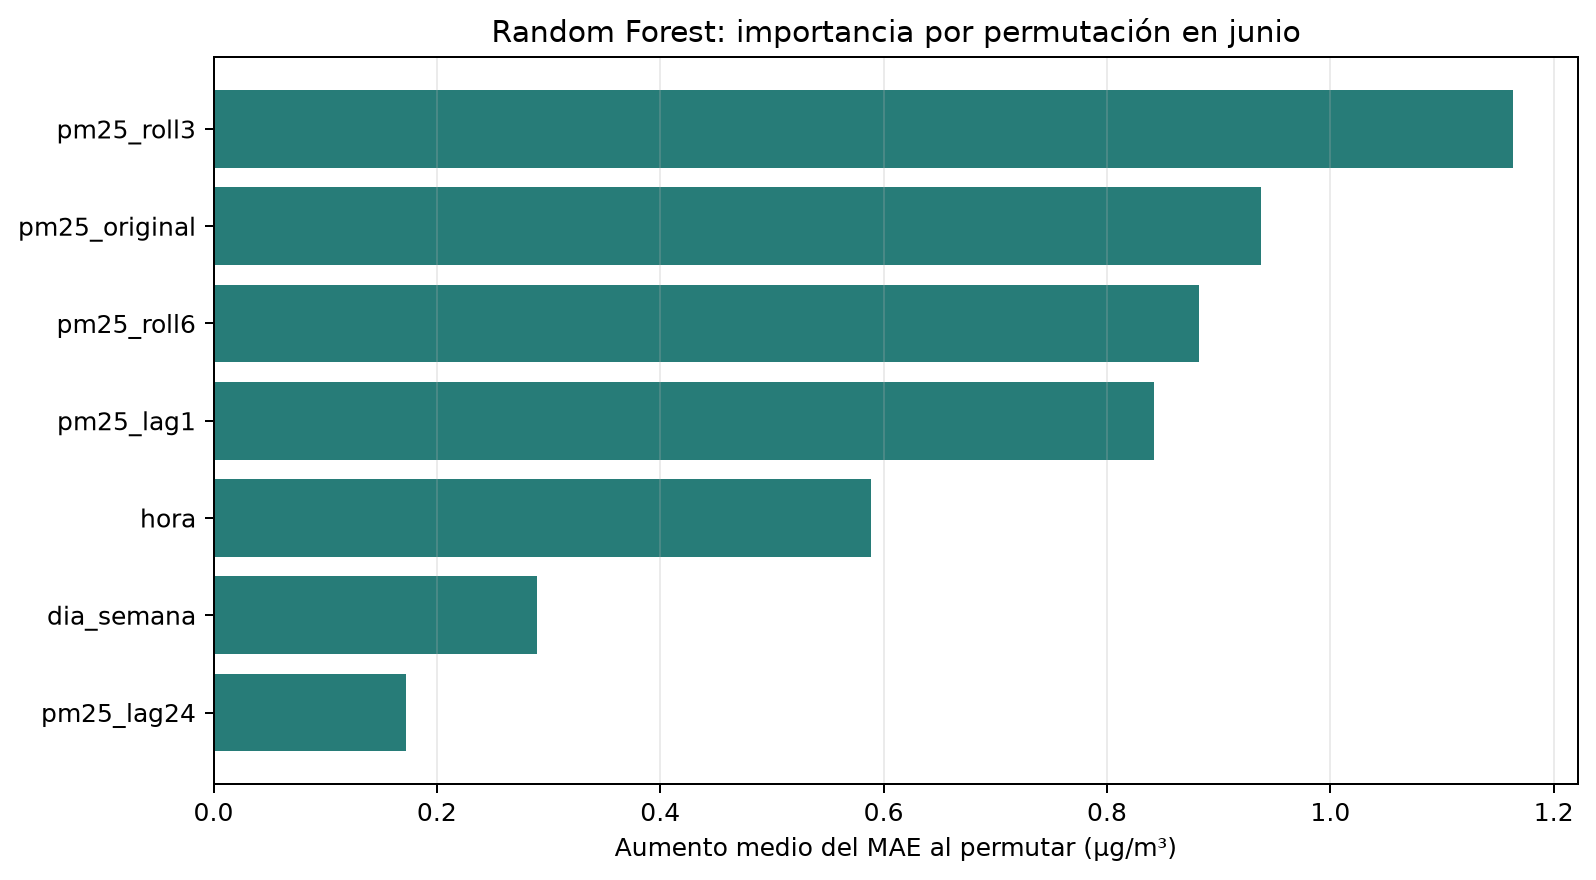 Random Forest: importancia por permutación en junio
pm25_roll3
pm25_original
pm25_roll6
pm25_lag1
hora
dia_semana
pm25_lag24
0.0 0.2 0.4 0.6 0.8 1.0 1.2
Aumento medio del MAE al permutar (µg/m³)